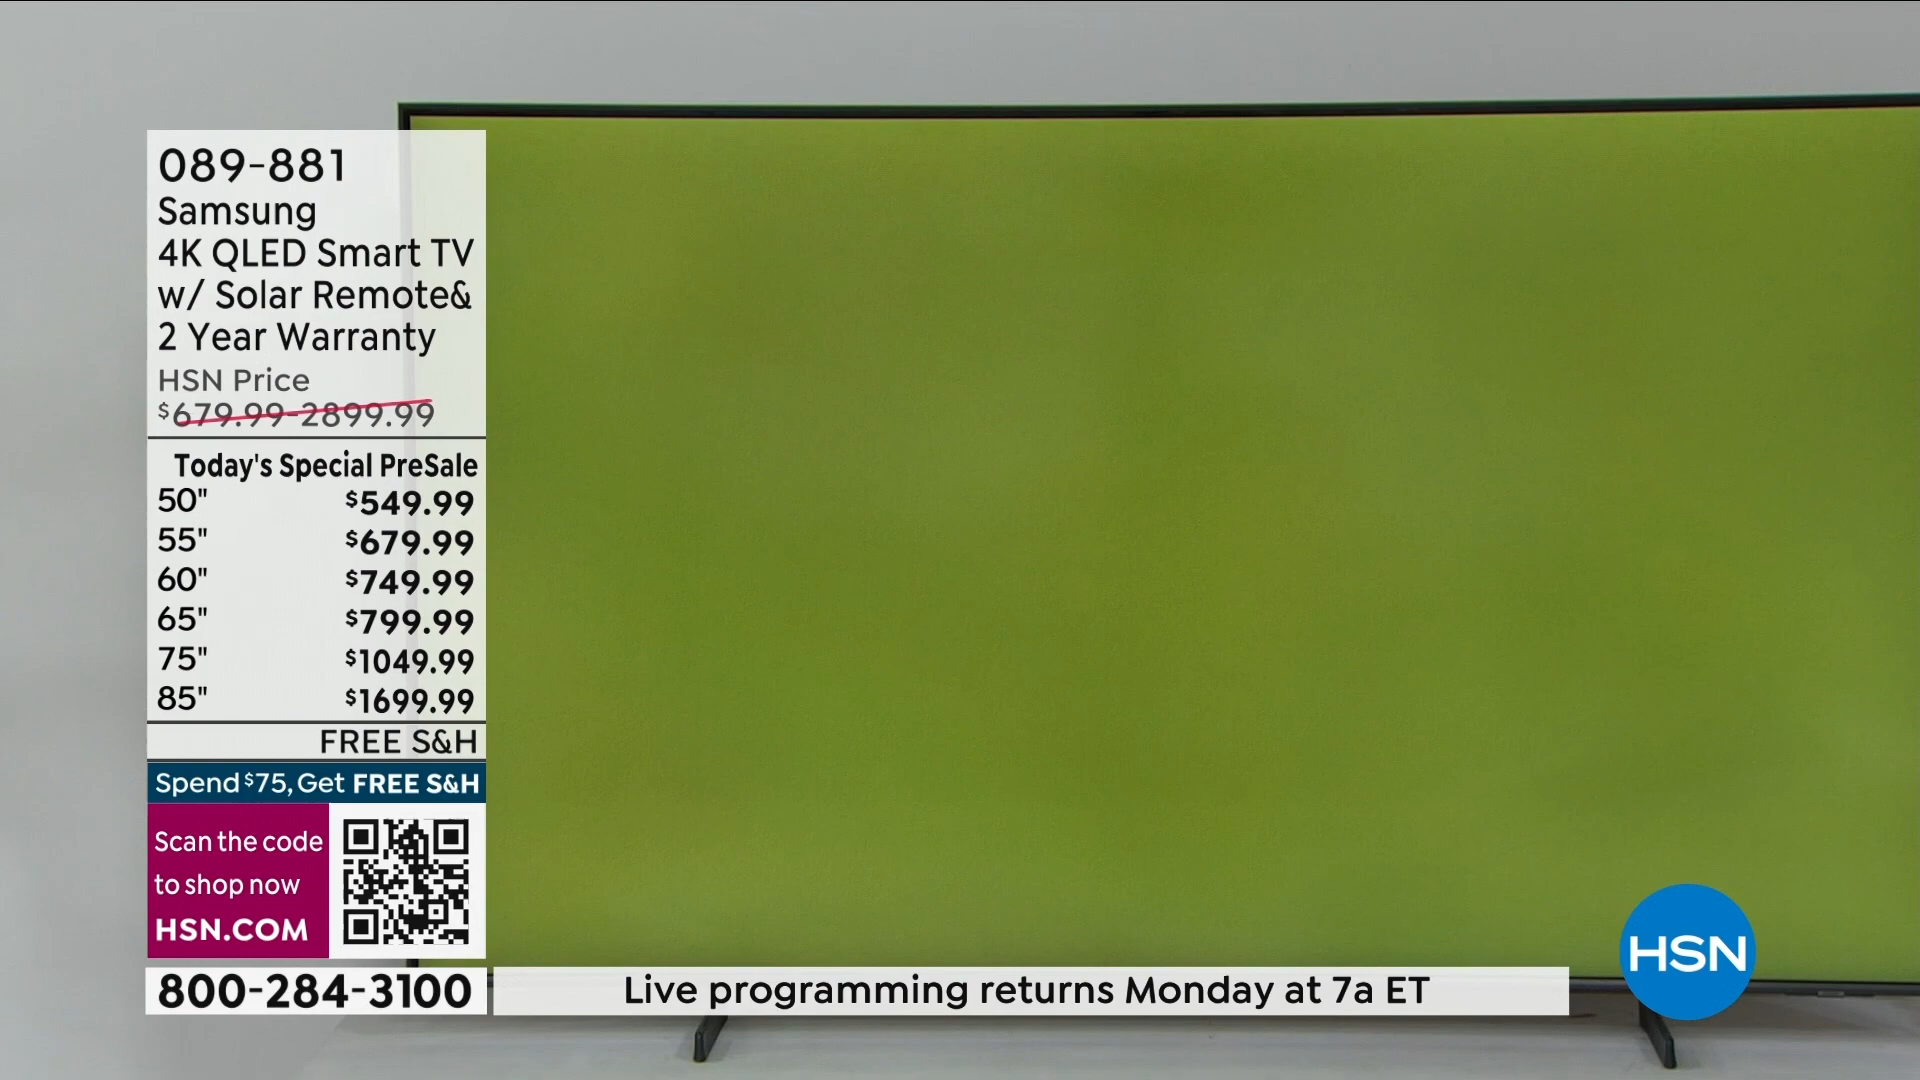 089-881
Samsung
4K QLED Smart TV
w/ Solar Remote&
2 Year Warranty
HSN Price
$679.99-2899.99
Today's Special PreSale
50" $549.99
55" $679.99
60" $749.99
65" $799.99
75" $1049.99
85" $1699.99
FREE S&H
Spend $75, Get FREE S&H
Scan the code
to shop now
HSN.COM
800-284-3100
Live programming returns Monday at 7a ET
HSN